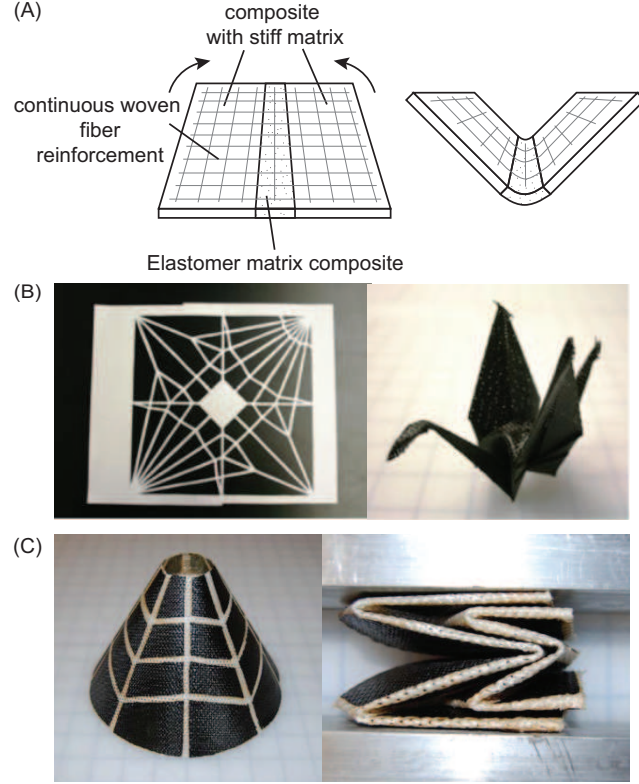 (A)
composite
with stiff matrix
continuous woven
fiber
reinforcement
Elastomer matrix composite
(B)
(C)